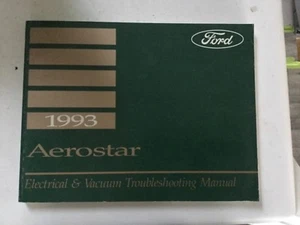 Ford
1993
Aerostar
Electrical & Vacuum Troubleshooting Manual